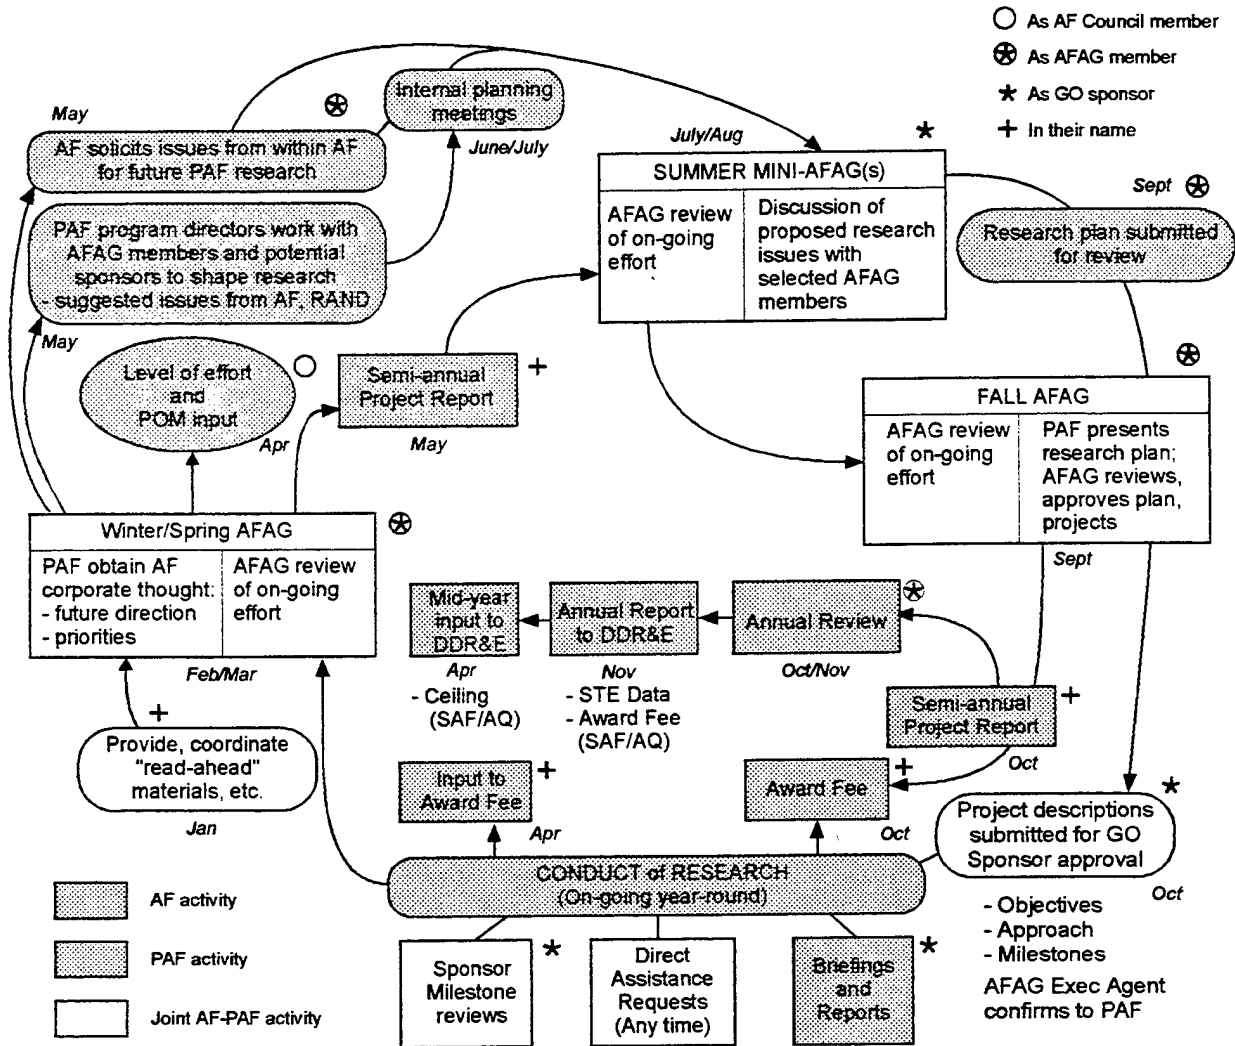 As AF Council member
As AFAG member
As GO sponsor
In their name
May
AF solicits issues from within AF
for future PAF research
Internal planning
meetings
June/July
PAF program directors work with
AFAG members and potential
sponsors to shape research
- suggested issues from AF, RAND
May
July/Aug
SUMMER MINI-AFAG(s)
AFAG review
of on-going
effort
Discussion of
proposed research
issues with
selected AFAG
members
Sept
Research plan submitted
for review
Level of effort
and
POM input
Apr
Semi-annual
Project Report
May
FALL AFAG
AFAG review
of on-going
effort
PAF presents
research plan;
AFAG reviews,
approves plan,
projects
Sept
Winter/Spring AFAG
PAF obtain AF
corporate thought:
- future direction
- priorities
AFAG review of
on-going
effort
Feb/Mar
Mid-year
input to
DDR&E
Apr
- Ceiling
(SAF/AQ)
Annual Report
to DDR&E
Nov
- STE Data
- Award Fee
(SAF/AQ)
Annual Review
Oct/Nov
Semi-annual
Project Report
Oct
Provide, coordinate
"read-ahead"
materials, etc.
Jan
Input to
Award Fee
Apr
Award Fee
Oct
Project descriptions
submitted for GO
Sponsor approval
Oct
- Objectives
- Approach
- Milestones
AFAG Exec Agent
confirms to PAF
CONDUCT of RESEARCH
(On-going year-round)
Sponsor
Milestone
reviews
Direct
Assistance
Requests
(Any time)
Briefings
and
Reports
AF activity
PAF activity
Joint AF-PAF activity